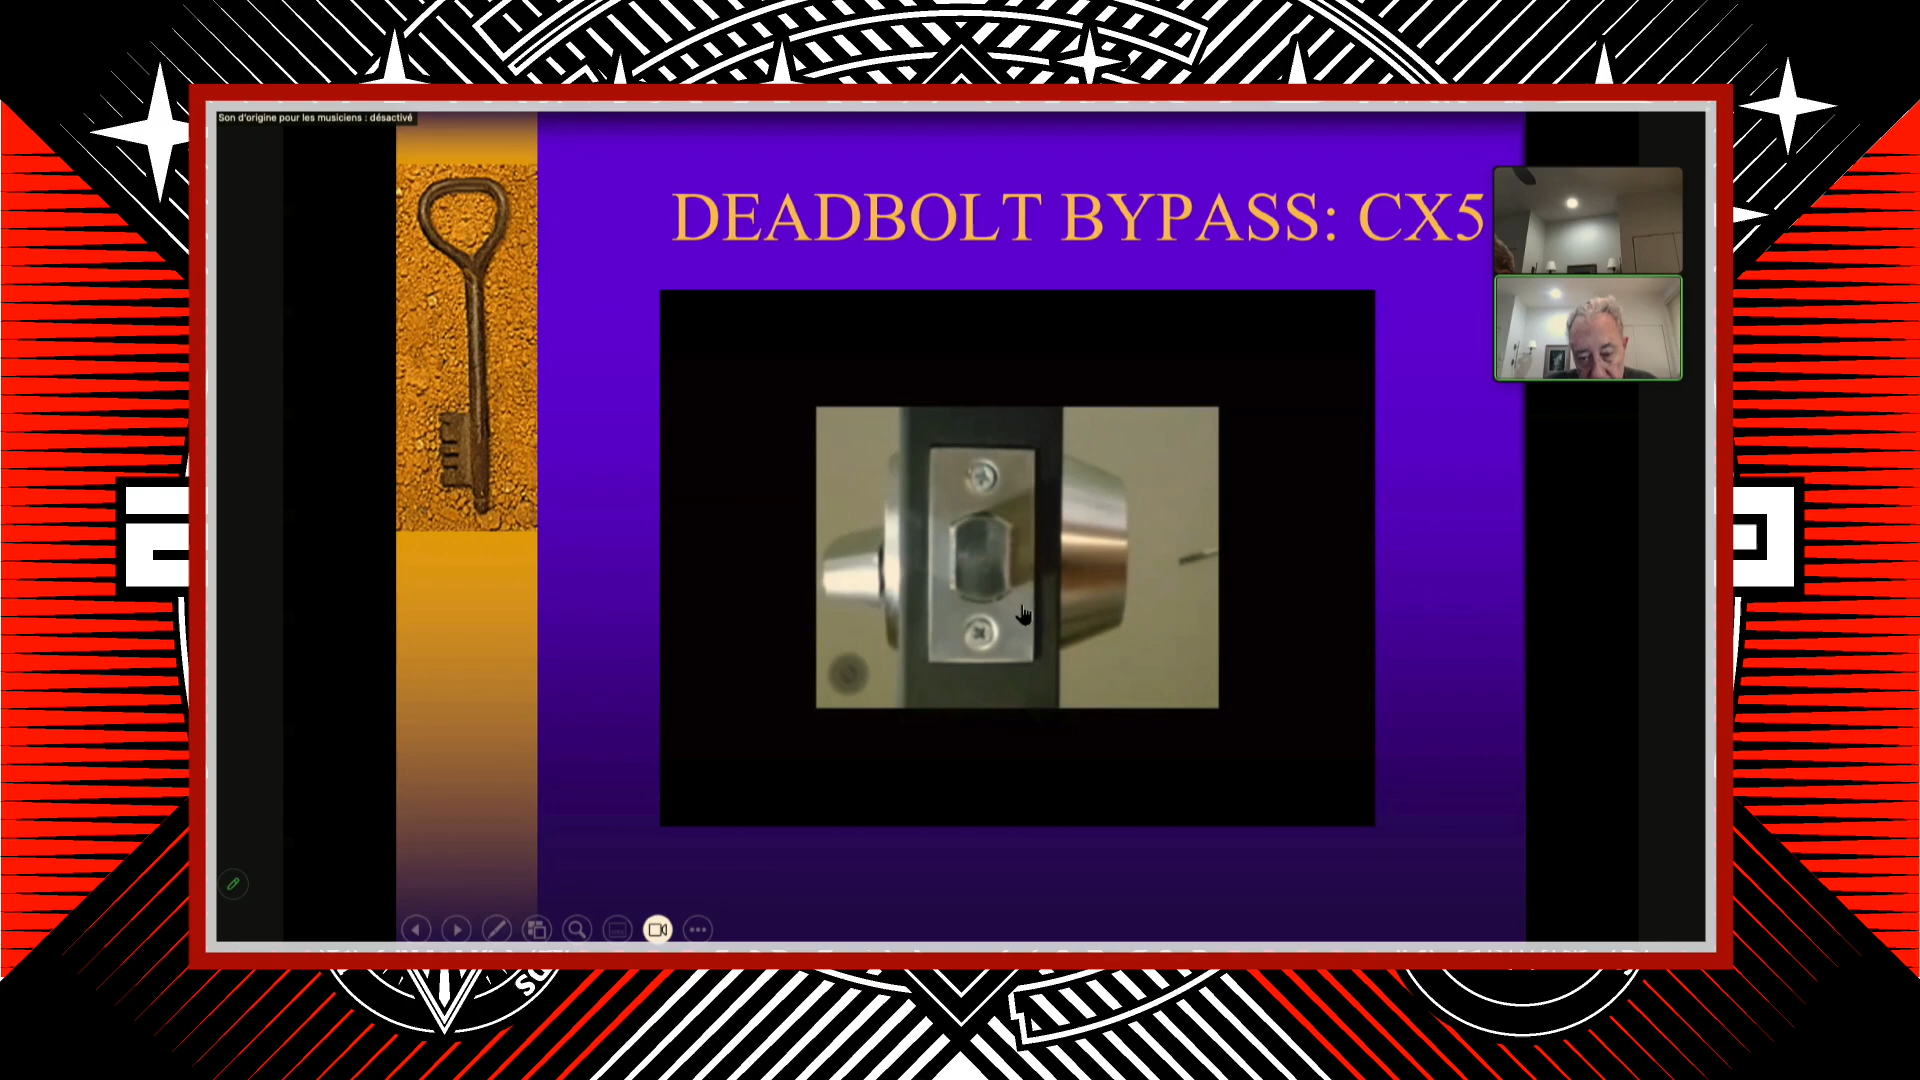 Son d'origine pour les musiciens : désactivé
DEADBOLT BYPASS: CX5